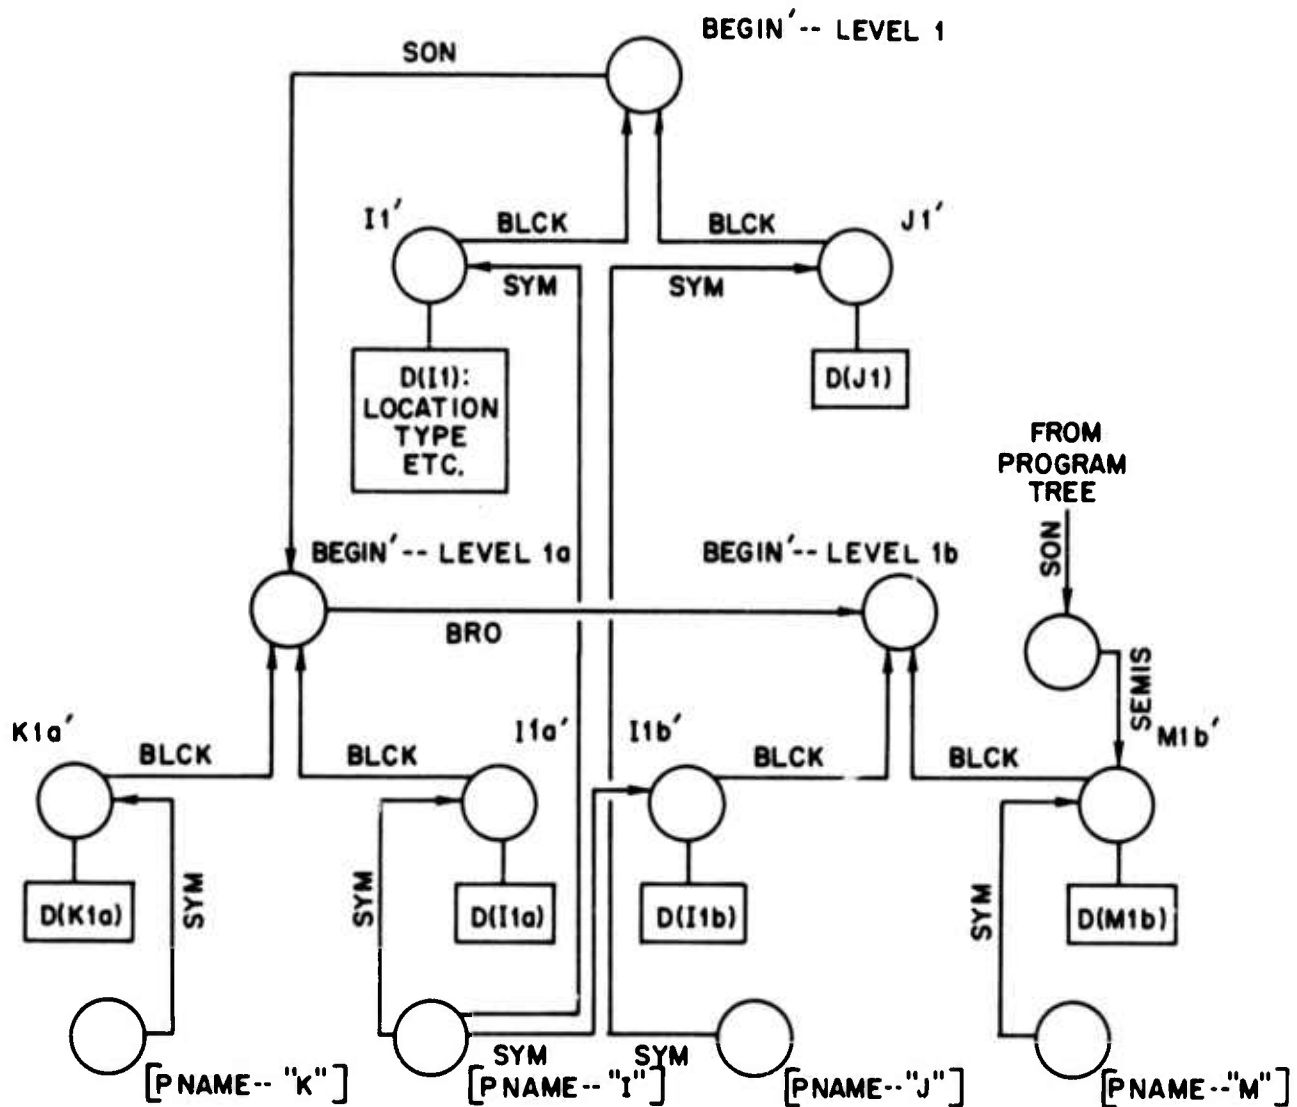 BEGIN′-- LEVEL 1
SON
I1′
BLCK
BLCK
J1′
SYM
SYM
D(I1):
LOCATION
TYPE
ETC.
D(J1)
FROM
PROGRAM
TREE
SON
BEGIN′-- LEVEL 1a
BEGIN′-- LEVEL 1b
BRO
SEMIS
K1a′
BLCK
BLCK
I1a′
I1b′
BLCK
BLCK
M1b′
SYM
SYM
SYM
D(K1a)
D(I1a)
D(I1b)
D(M1b)
SYM
SYM
[PNAME-- "K"]
[PNAME--"I"]
[PNAME--"J"]
[PNAME--"M"]